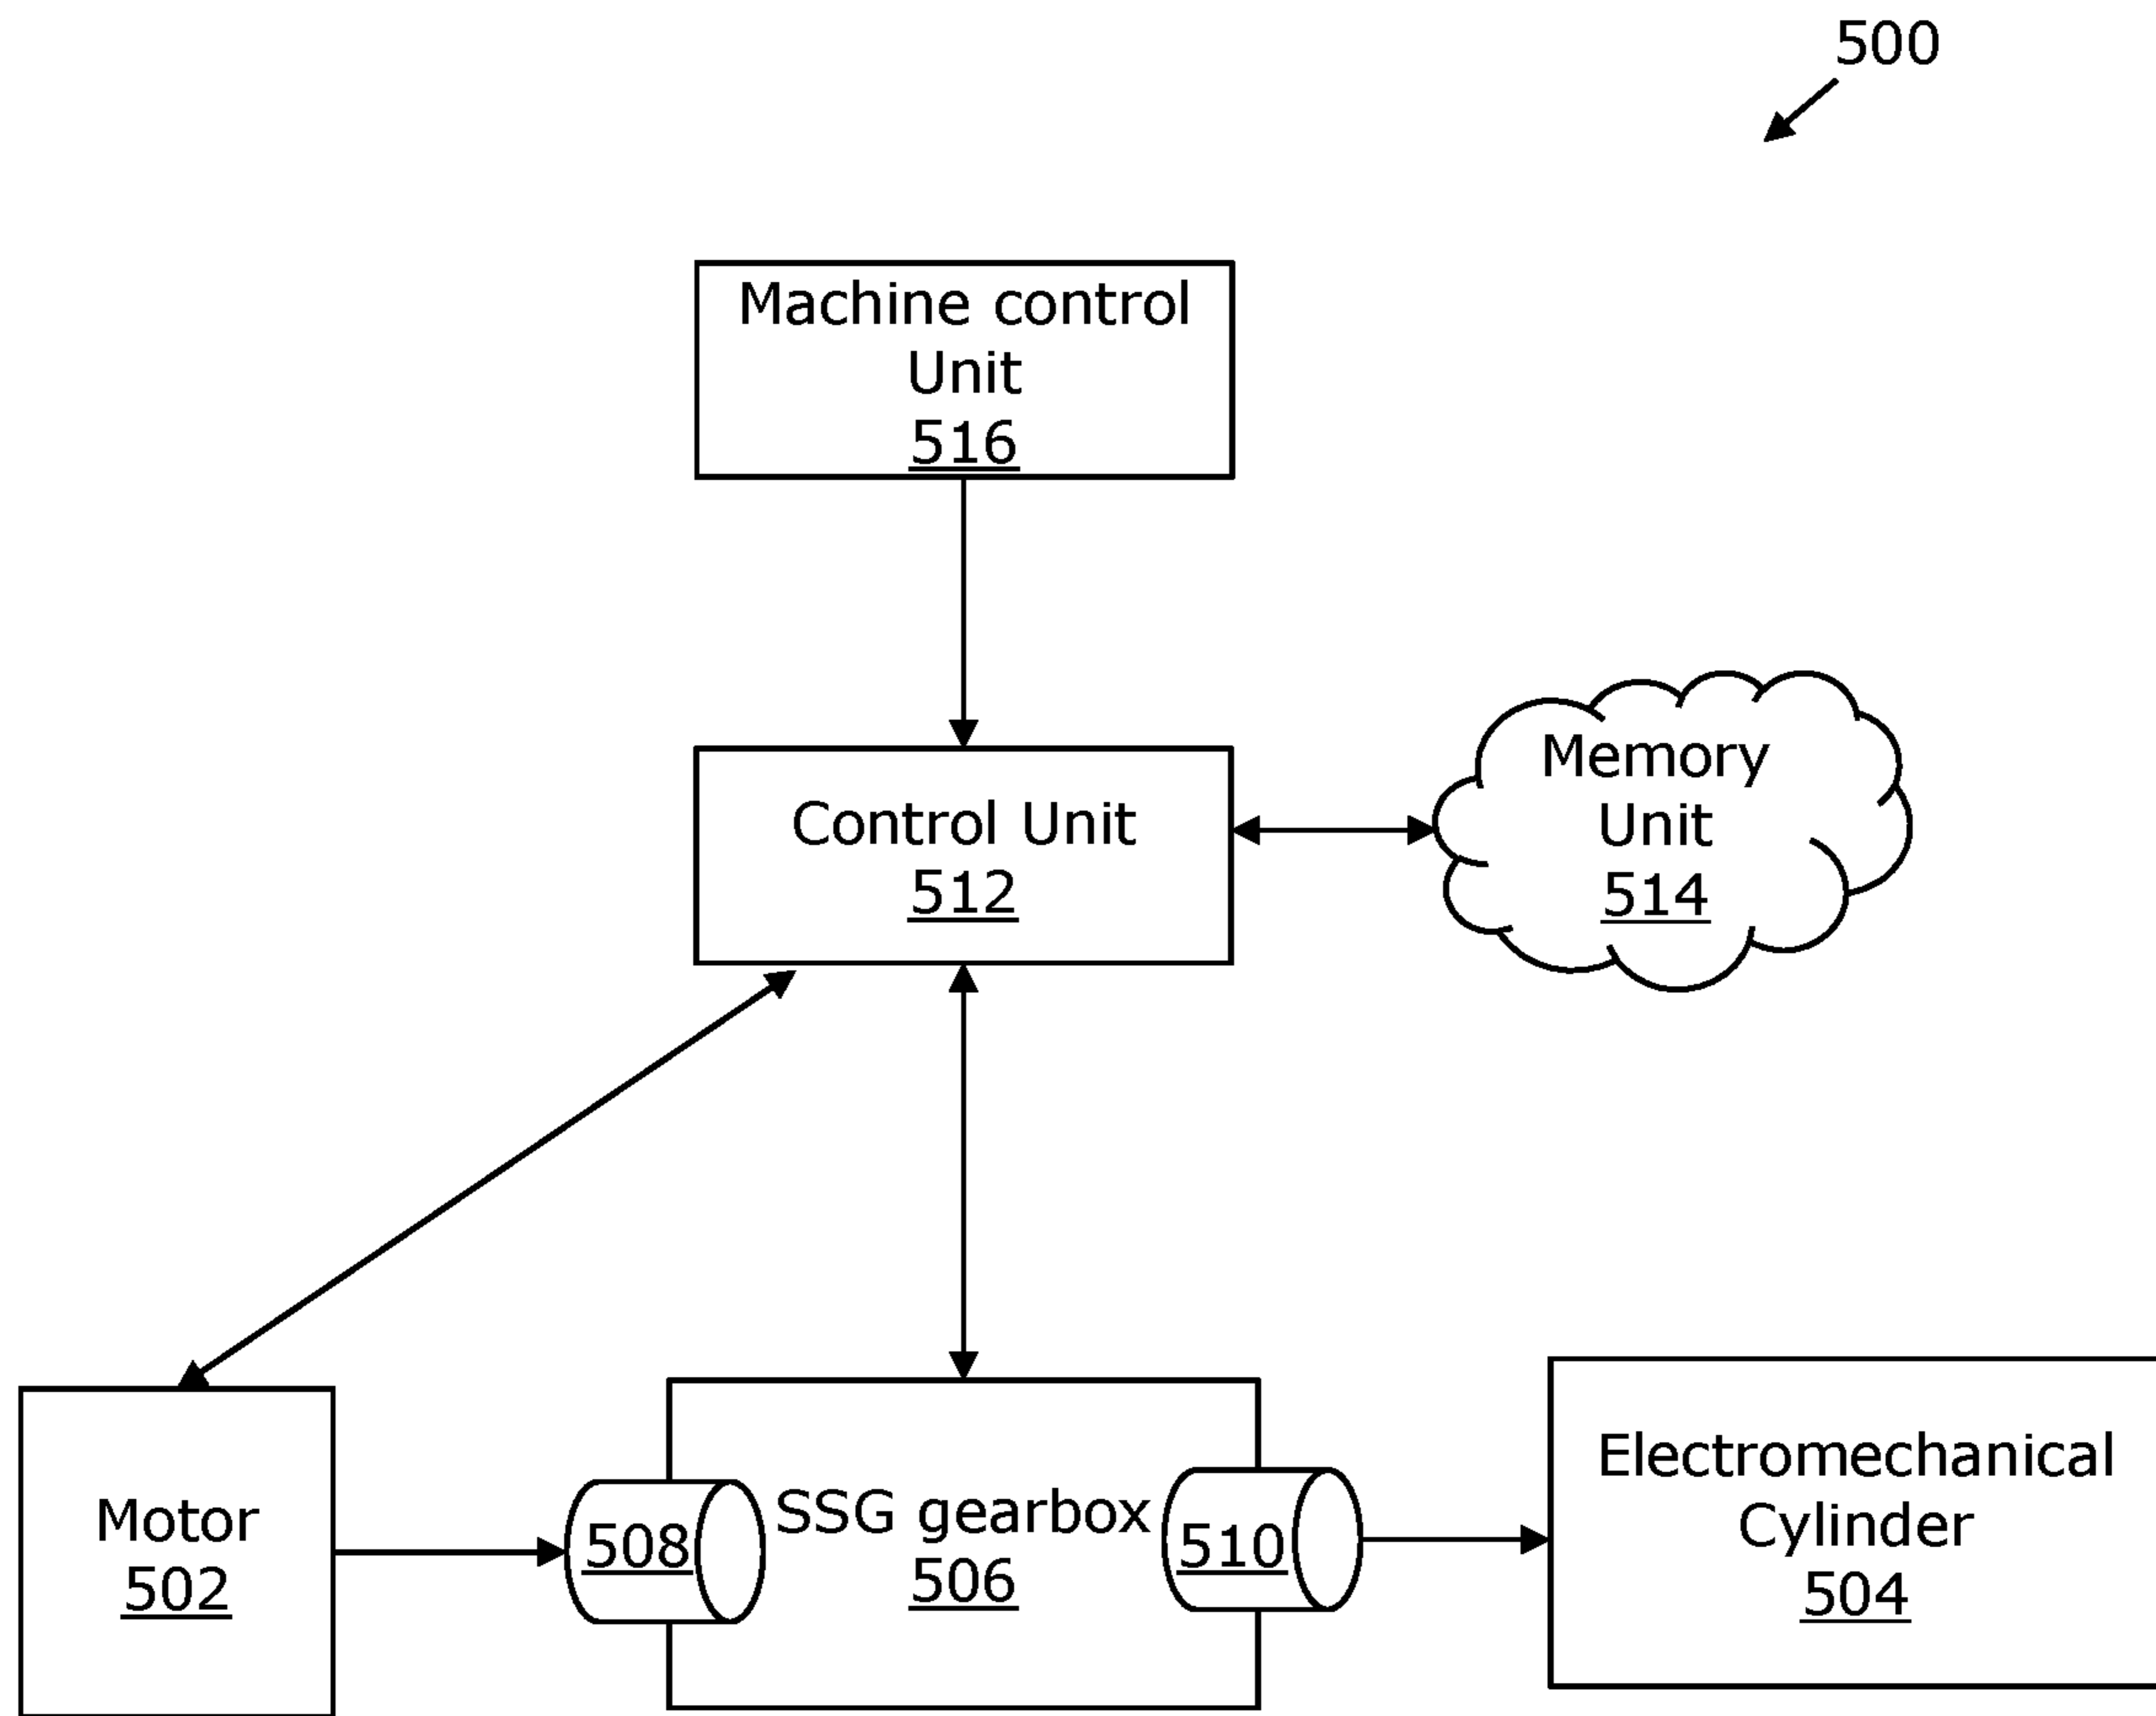 500
Machine control
Unit
516
Control Unit
512
Memory
Unit
514
Motor
502
508
SSG gearbox
506
510
Electromechanical
Cylinder
504